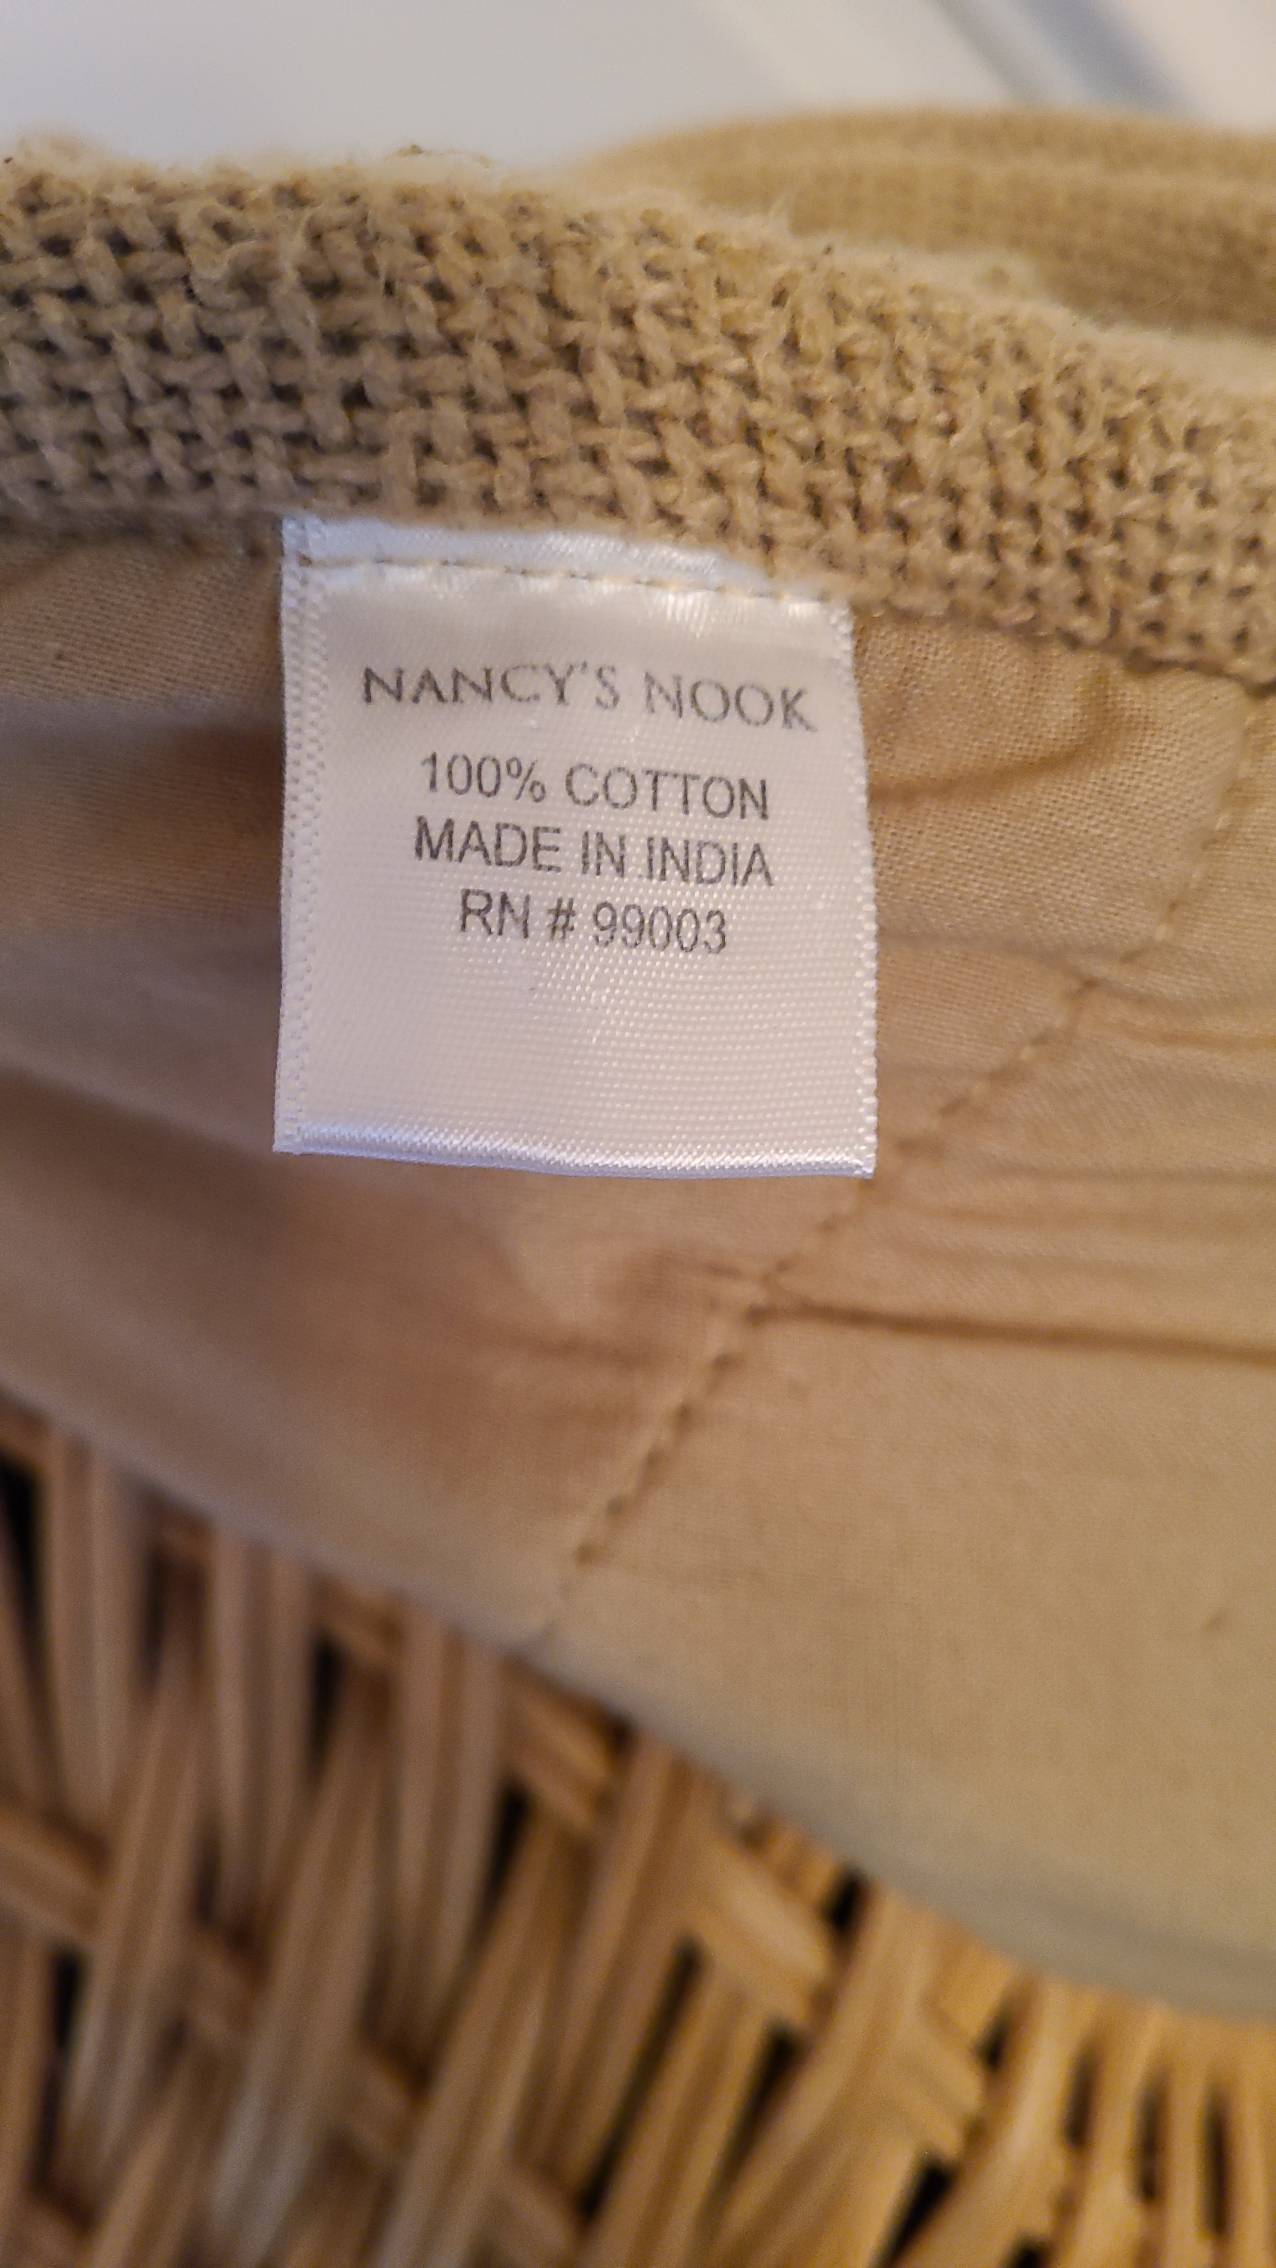 NANCY'S NOOK
100% COTTON
MADE IN INDIA
RN # 99003